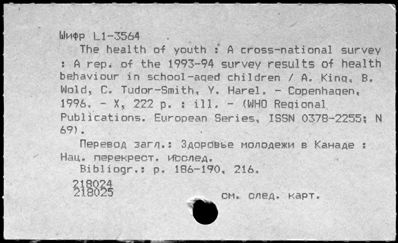 Шифр L1-3564
The health of youth : A cross-national survey
: A rep. of the 1993-94 survey results of health
behaviour in school-aged children / A. King, B.
Wold, C. Tudor-Smith, Y. Harel. - Copenhagen,
1996. - X, 222 p. : ill. - (WHO Regional
Publications. European Series, ISSN 0378-2255; N
69).
Перевод загл.: Здоровье молодежи в Канаде :
Нац. перекрест. исслед.
Bibliogr.: p. 186-190, 216.
218024
218025 см. след. карт.